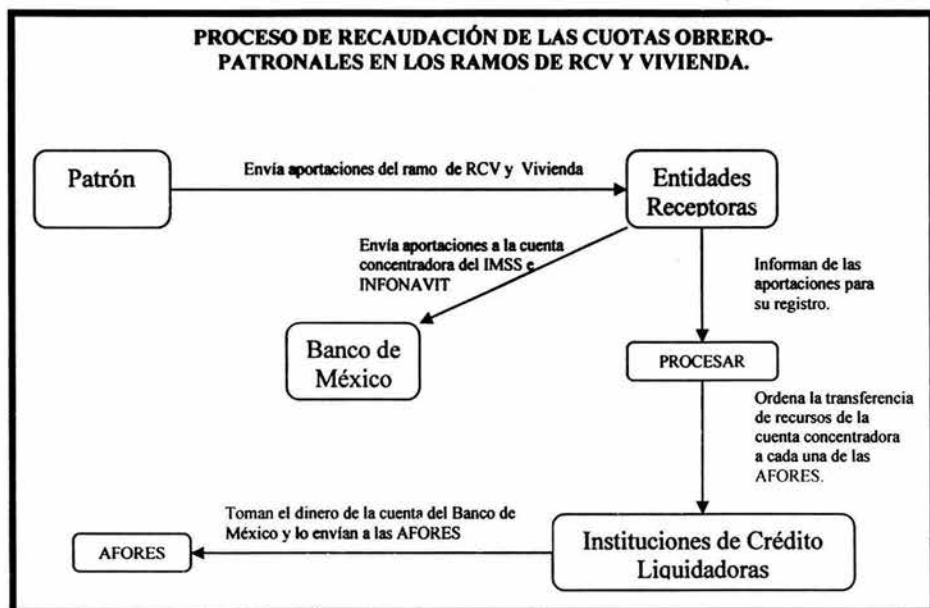 PROCESO DE RECAUDACIÓN DE LAS CUOTAS OBRERO-
PATRONALES EN LOS RAMOS DE RCV Y VIVIENDA.
Patrón
Envía aportaciones del ramo de RCV y Vivienda
Entidades
Receptoras
Envía aportaciones a la cuenta
concentradora del IMSS e
INFONAVIT
Informan de las
aportaciones para
su registro.
Banco de
México
PROCESAR
Ordena la transferencia
de recursos de la
cuenta concentradora
a cada una de las
AFORES.
Toman el dinero de la cuenta del Banco de
México y lo envían a las AFORES
AFORES
Instituciones de Crédito
Liquidadoras